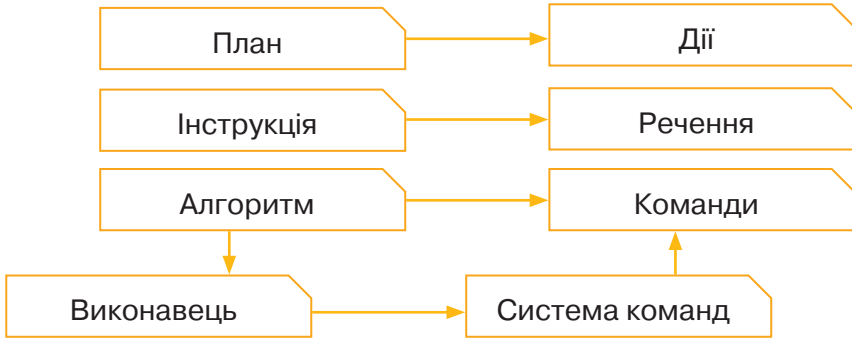 План
Дії
Інструкція
Речення
Алгоритм
Команди
Виконавець
Система команд